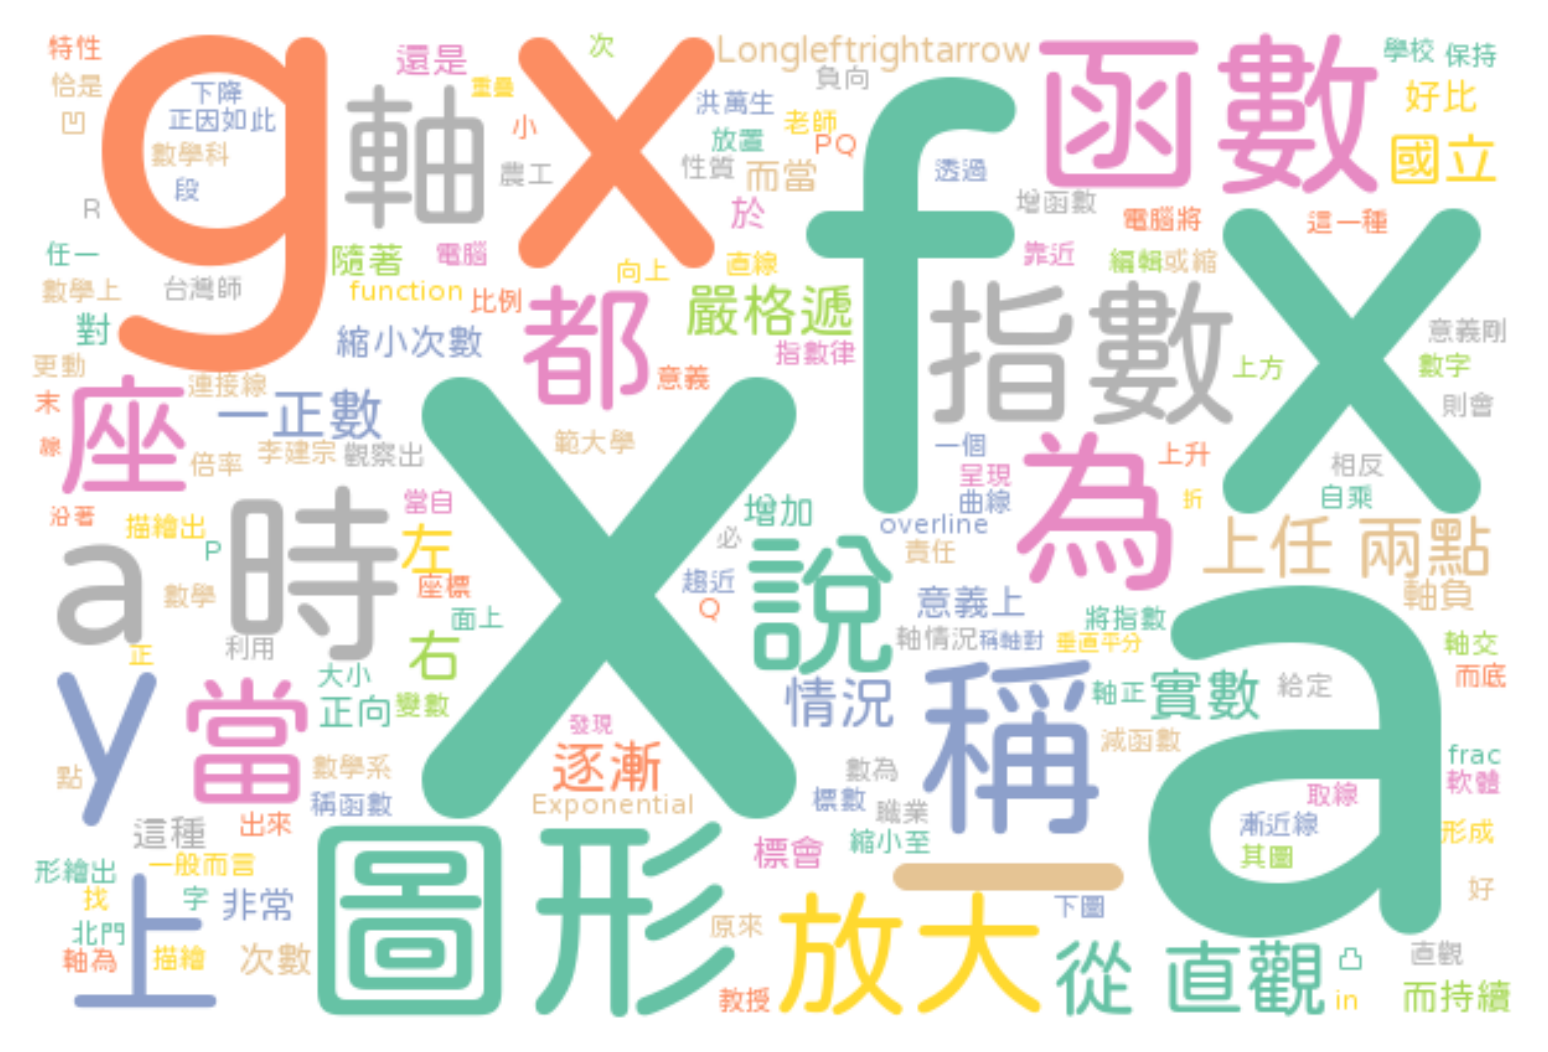 特性
還是
次
Longleftrightarrow
函數
學校
保持
恰是
下降
重疊
負向
好比
凹
正因如此
軸
g
x
小
洪萬生
老師
f
國立
數學科
放置
PQ
段
農工
性質
而當
透過
R
於
增函數
電腦將
這一種
任一
隨著
電腦
向上
直線
靠近
編輯
或縮
x
數學上
台灣師
function
比例
都
嚴格遞
指數
對
縮小次數
指數律
意義剛
更動
連接線
意義
上方
數字
末
座
一正數
x
則會
線
倍率
李建宗
觀察出
範大學
一個
為
上升
相反
呈現
沿著
描繪出
時
當自
增加
曲線
折
自乘
a
P
左
必
overline
上任
兩點
數學
座標
趨近
說
責任
Q
面上
意義上
軸負
正
利用
右
軸情況
稱軸對
將指數
垂直平分
軸交
y
當
大小
情況
稱
軸正
實數
給定
而底
正向
變數
發現
減函數
a
點
數學系
逐漸
數為
frac
稱函數
Exponential
標數
職業
取線
軟體
這種
出來
圖形
標會
縮小至
漸近線
形成
形繪出
一般而言
一
其圖
找
上
字
非常
放大
下圖
好
北門
原來
軸為
描繪
次數
從
直觀
凸
直觀
教授
in
而持續